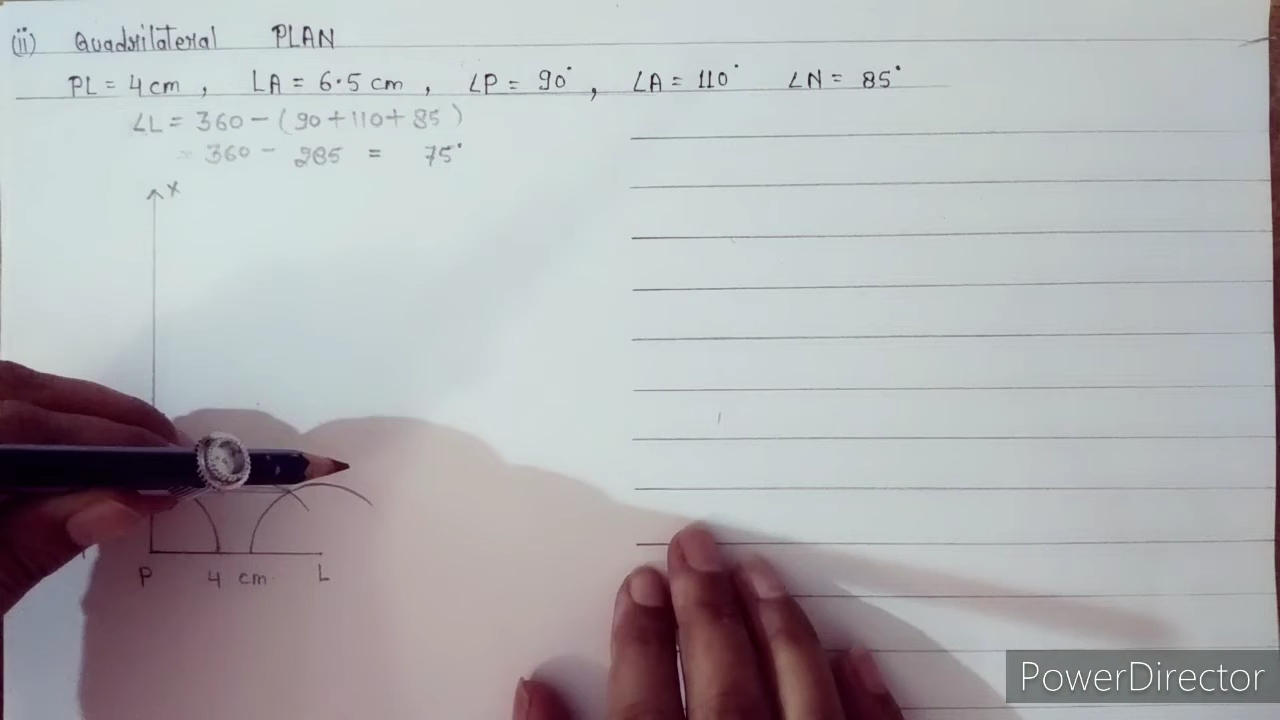 (ii) Quadrilateral PLAN
PL = 4 cm , LA = 6.5 cm , ∠P = 90° , ∠A = 110° ∠N = 85°
∠L = 360 - (90 + 110 + 85)
= 360 - 285 = 75°
X
P 4 cm L
PowerDirector